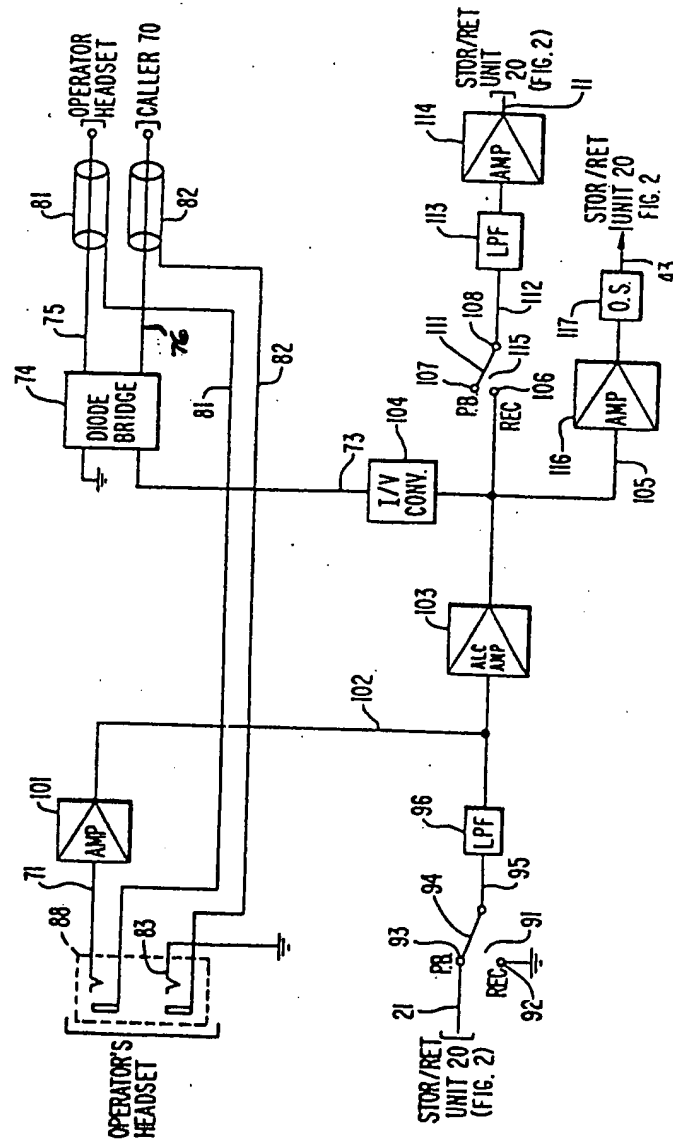 OPERATOR
HEADSET
CALLER 70
81
82
75
76
74
DIODE
BRIDGE
81
82
73
104
I/V
CONV.
101
AMP
71
88
83
OPERATOR'S
HEADSET
102
103
ALC
AMP
STOR/RET
UNIT
20
(FIG. 2)
11
114
AMP
113
LPF
112
108
111
107
P.B.
115
106
REC
STOR/RET
UNIT 20
FIG. 2
43
117
O.S.
116
AMP
105
96
LPF
95
94
93
P.B.
91
REC
92
21
STOR/RET
UNIT 20
(FIG. 2)